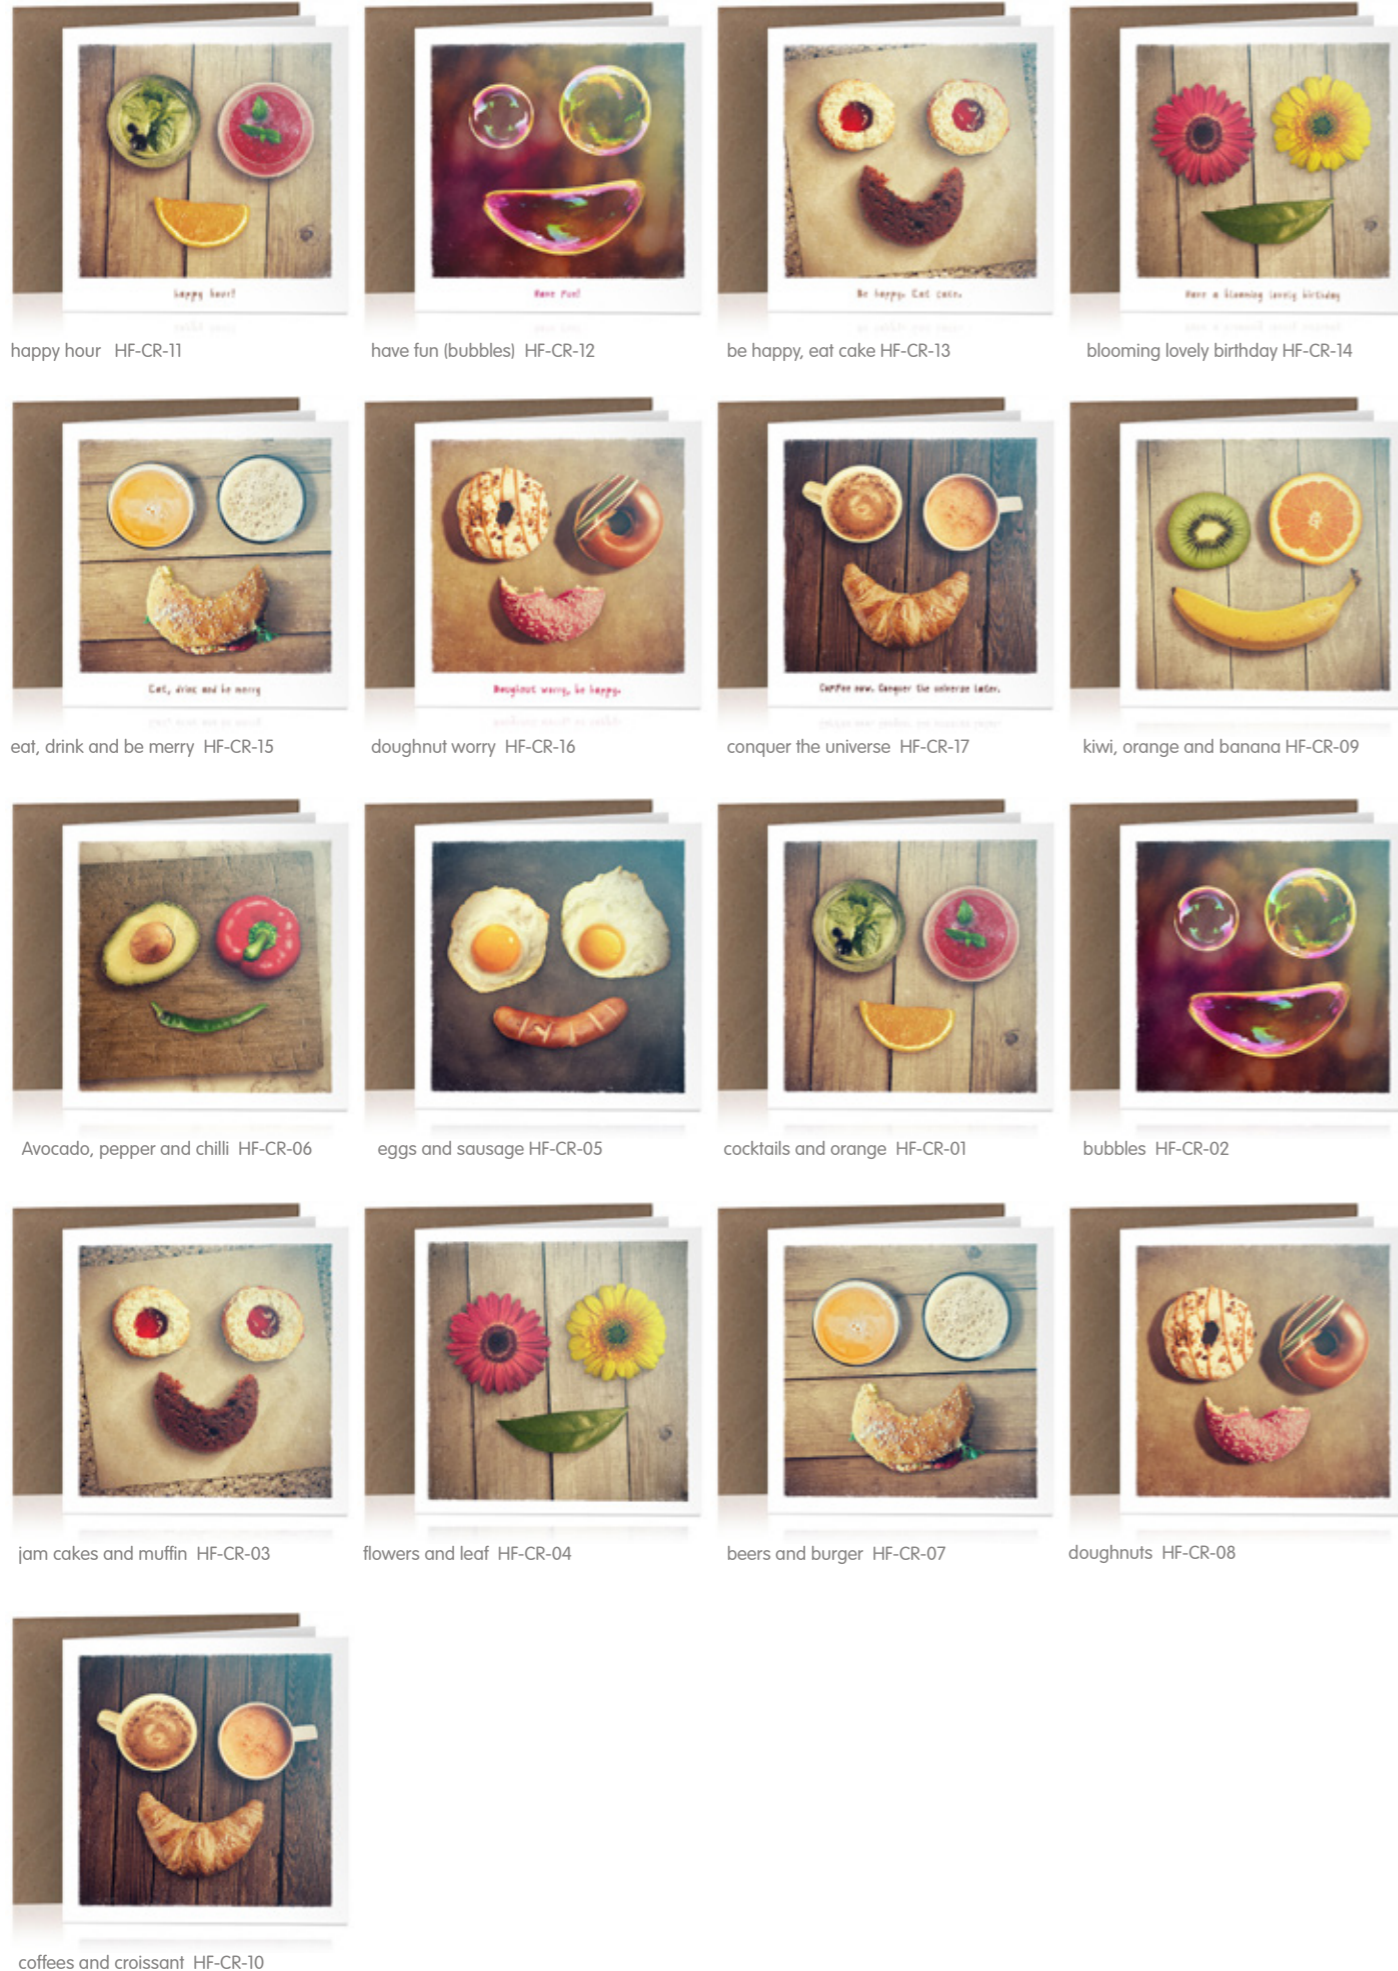 happy hour!
Have fun!
Be happy. Eat cake.
Have a blooming lovely birthday
happy hour HF-CR-11
have fun (bubbles) HF-CR-12
be happy, eat cake HF-CR-13
blooming lovely birthday HF-CR-14
Eat, drink and be merry
Doughnut worry, be happy.
Coffee now. Conquer the universe later.
eat, drink and be merry HF-CR-15
doughnut worry HF-CR-16
conquer the universe HF-CR-17
kiwi, orange and banana HF-CR-09
Avocado, pepper and chilli HF-CR-06
eggs and sausage HF-CR-05
cocktails and orange HF-CR-01
bubbles HF-CR-02
jam cakes and muffin HF-CR-03
flowers and leaf HF-CR-04
beers and burger HF-CR-07
doughnuts HF-CR-08
coffees and croissant HF-CR-10